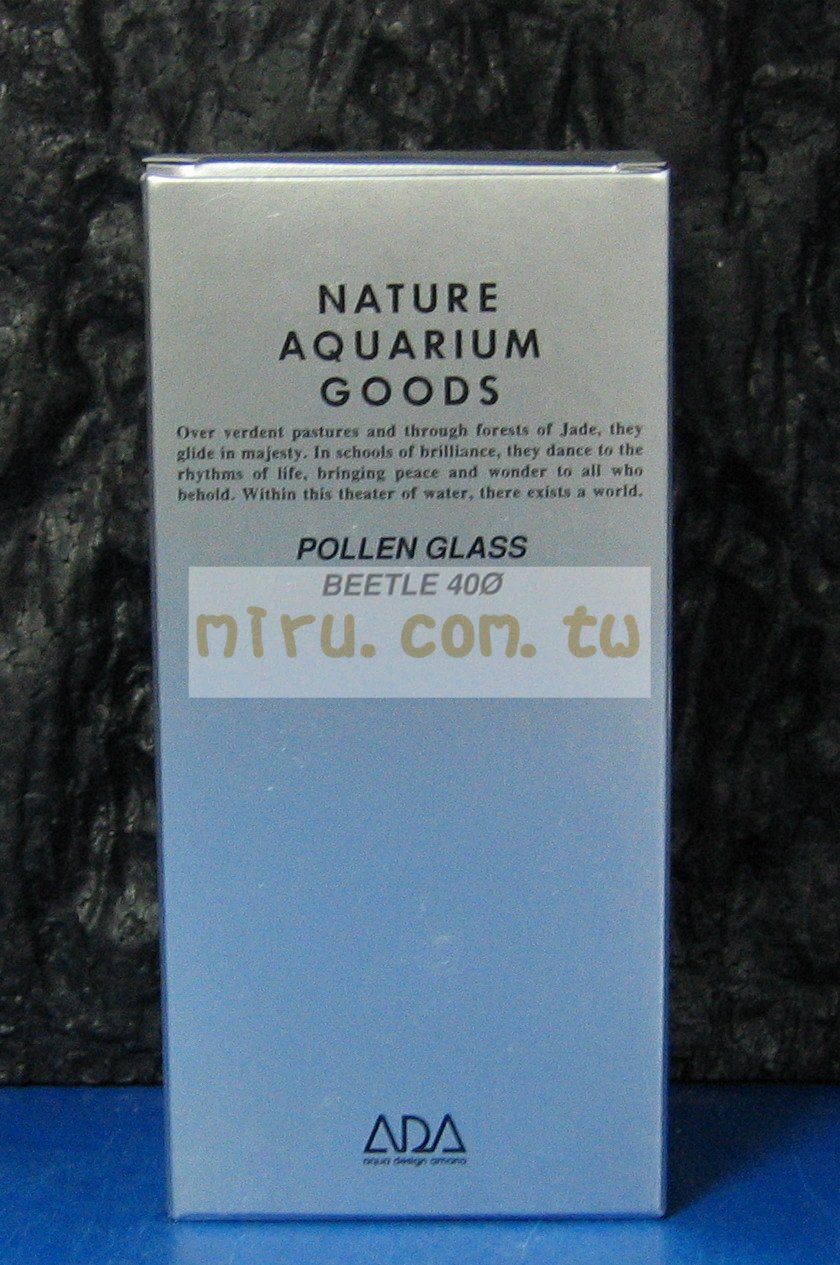 NATURE
AQUARIUM
GOODS
Over verdent pastures and through forests of Jade, they
glide in majesty. In schools of brilliance, they dance to the
rhythms of life, bringing peace and wonder to all who
behold. Within this theater of water, there exists a world.
POLLEN GLASS
BEETLE 40Ø
miru.com.tw
ADA
aqua design amano